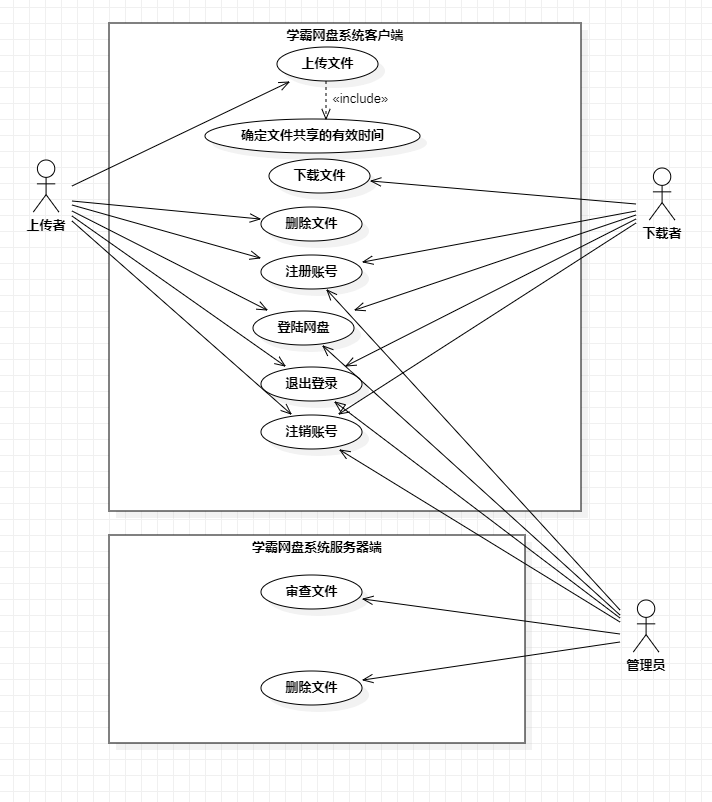 学霸网盘系统客户端
上传文件
«include»
确定文件共享的有效时间
下载文件
上传者
删除文件
下载者
注册账号
登陆网盘
退出登录
注销账号
学霸网盘系统服务器端
审查文件
管理员
删除文件